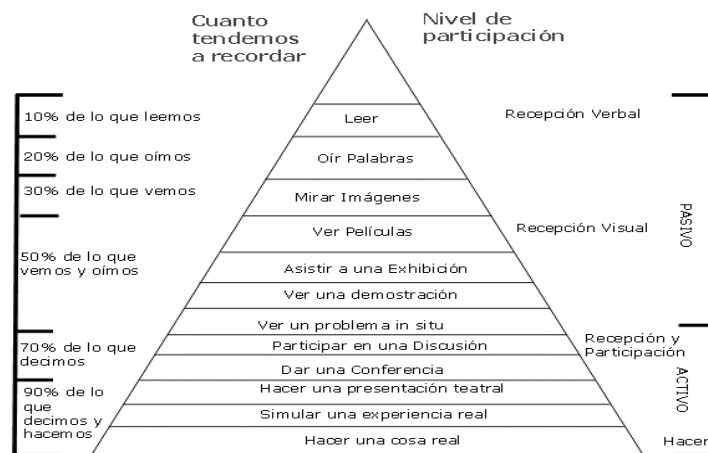 Cuanto
tendemos
a recordar
Nivel de
participación
10% de lo que leemos
Leer
Recepción Verbal
20% de lo que oímos
Oír Palabras
30% de lo que vemos
Mirar Imágenes
PASIVO
Ver Películas
Recepción Visual
50% de lo que
vemos y oímos
Asistir a una Exhibición
Ver una demostración
Ver un problema in situ
70% de lo que
decimos
Participar en una Discusión
Recepción y
Participación
Dar una Conferencia
ACTIVO
90% de lo
que
decimos y
hacemos
Hacer una presentación teatral
Simular una experiencia real
Hacer una cosa real
Hacer